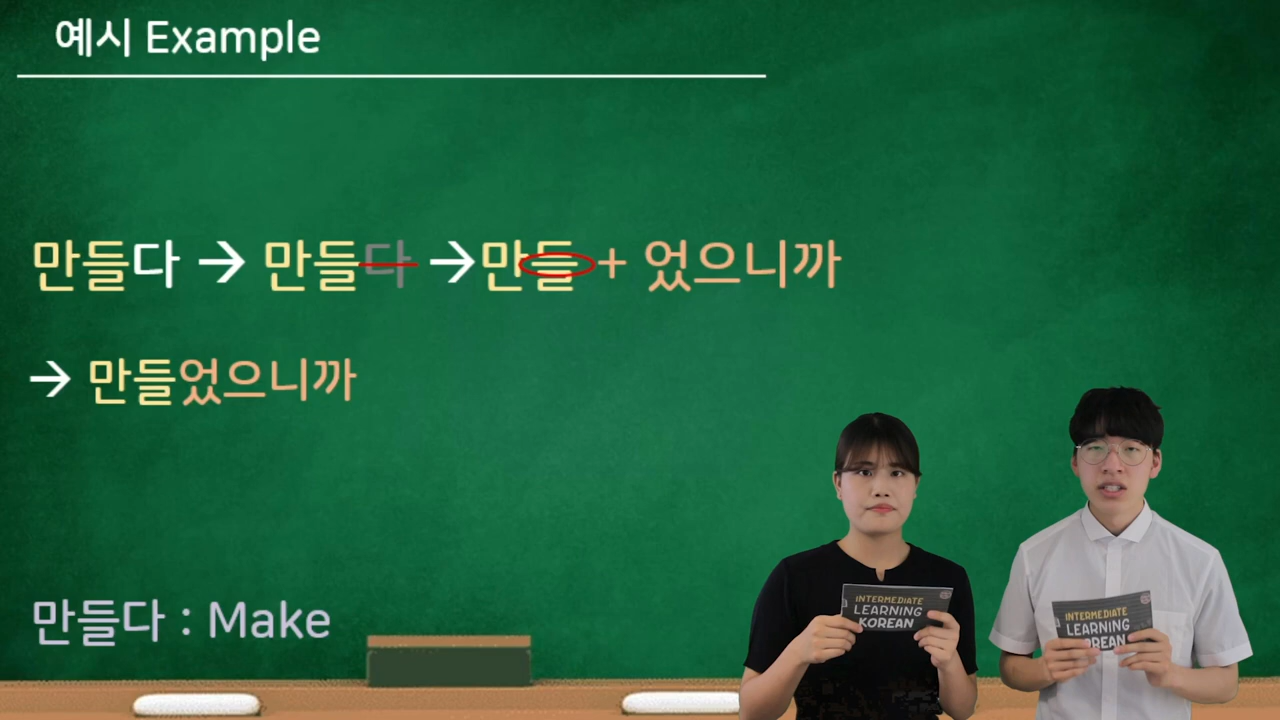 예시 Example
만들다 → 만들다 → 만들 + 었으니까
→ 만들었으니까
만들다 : Make
INTERMEDIATE
LEARNING
KOREAN
INTERMEDIATE
LEARNING
KOREAN